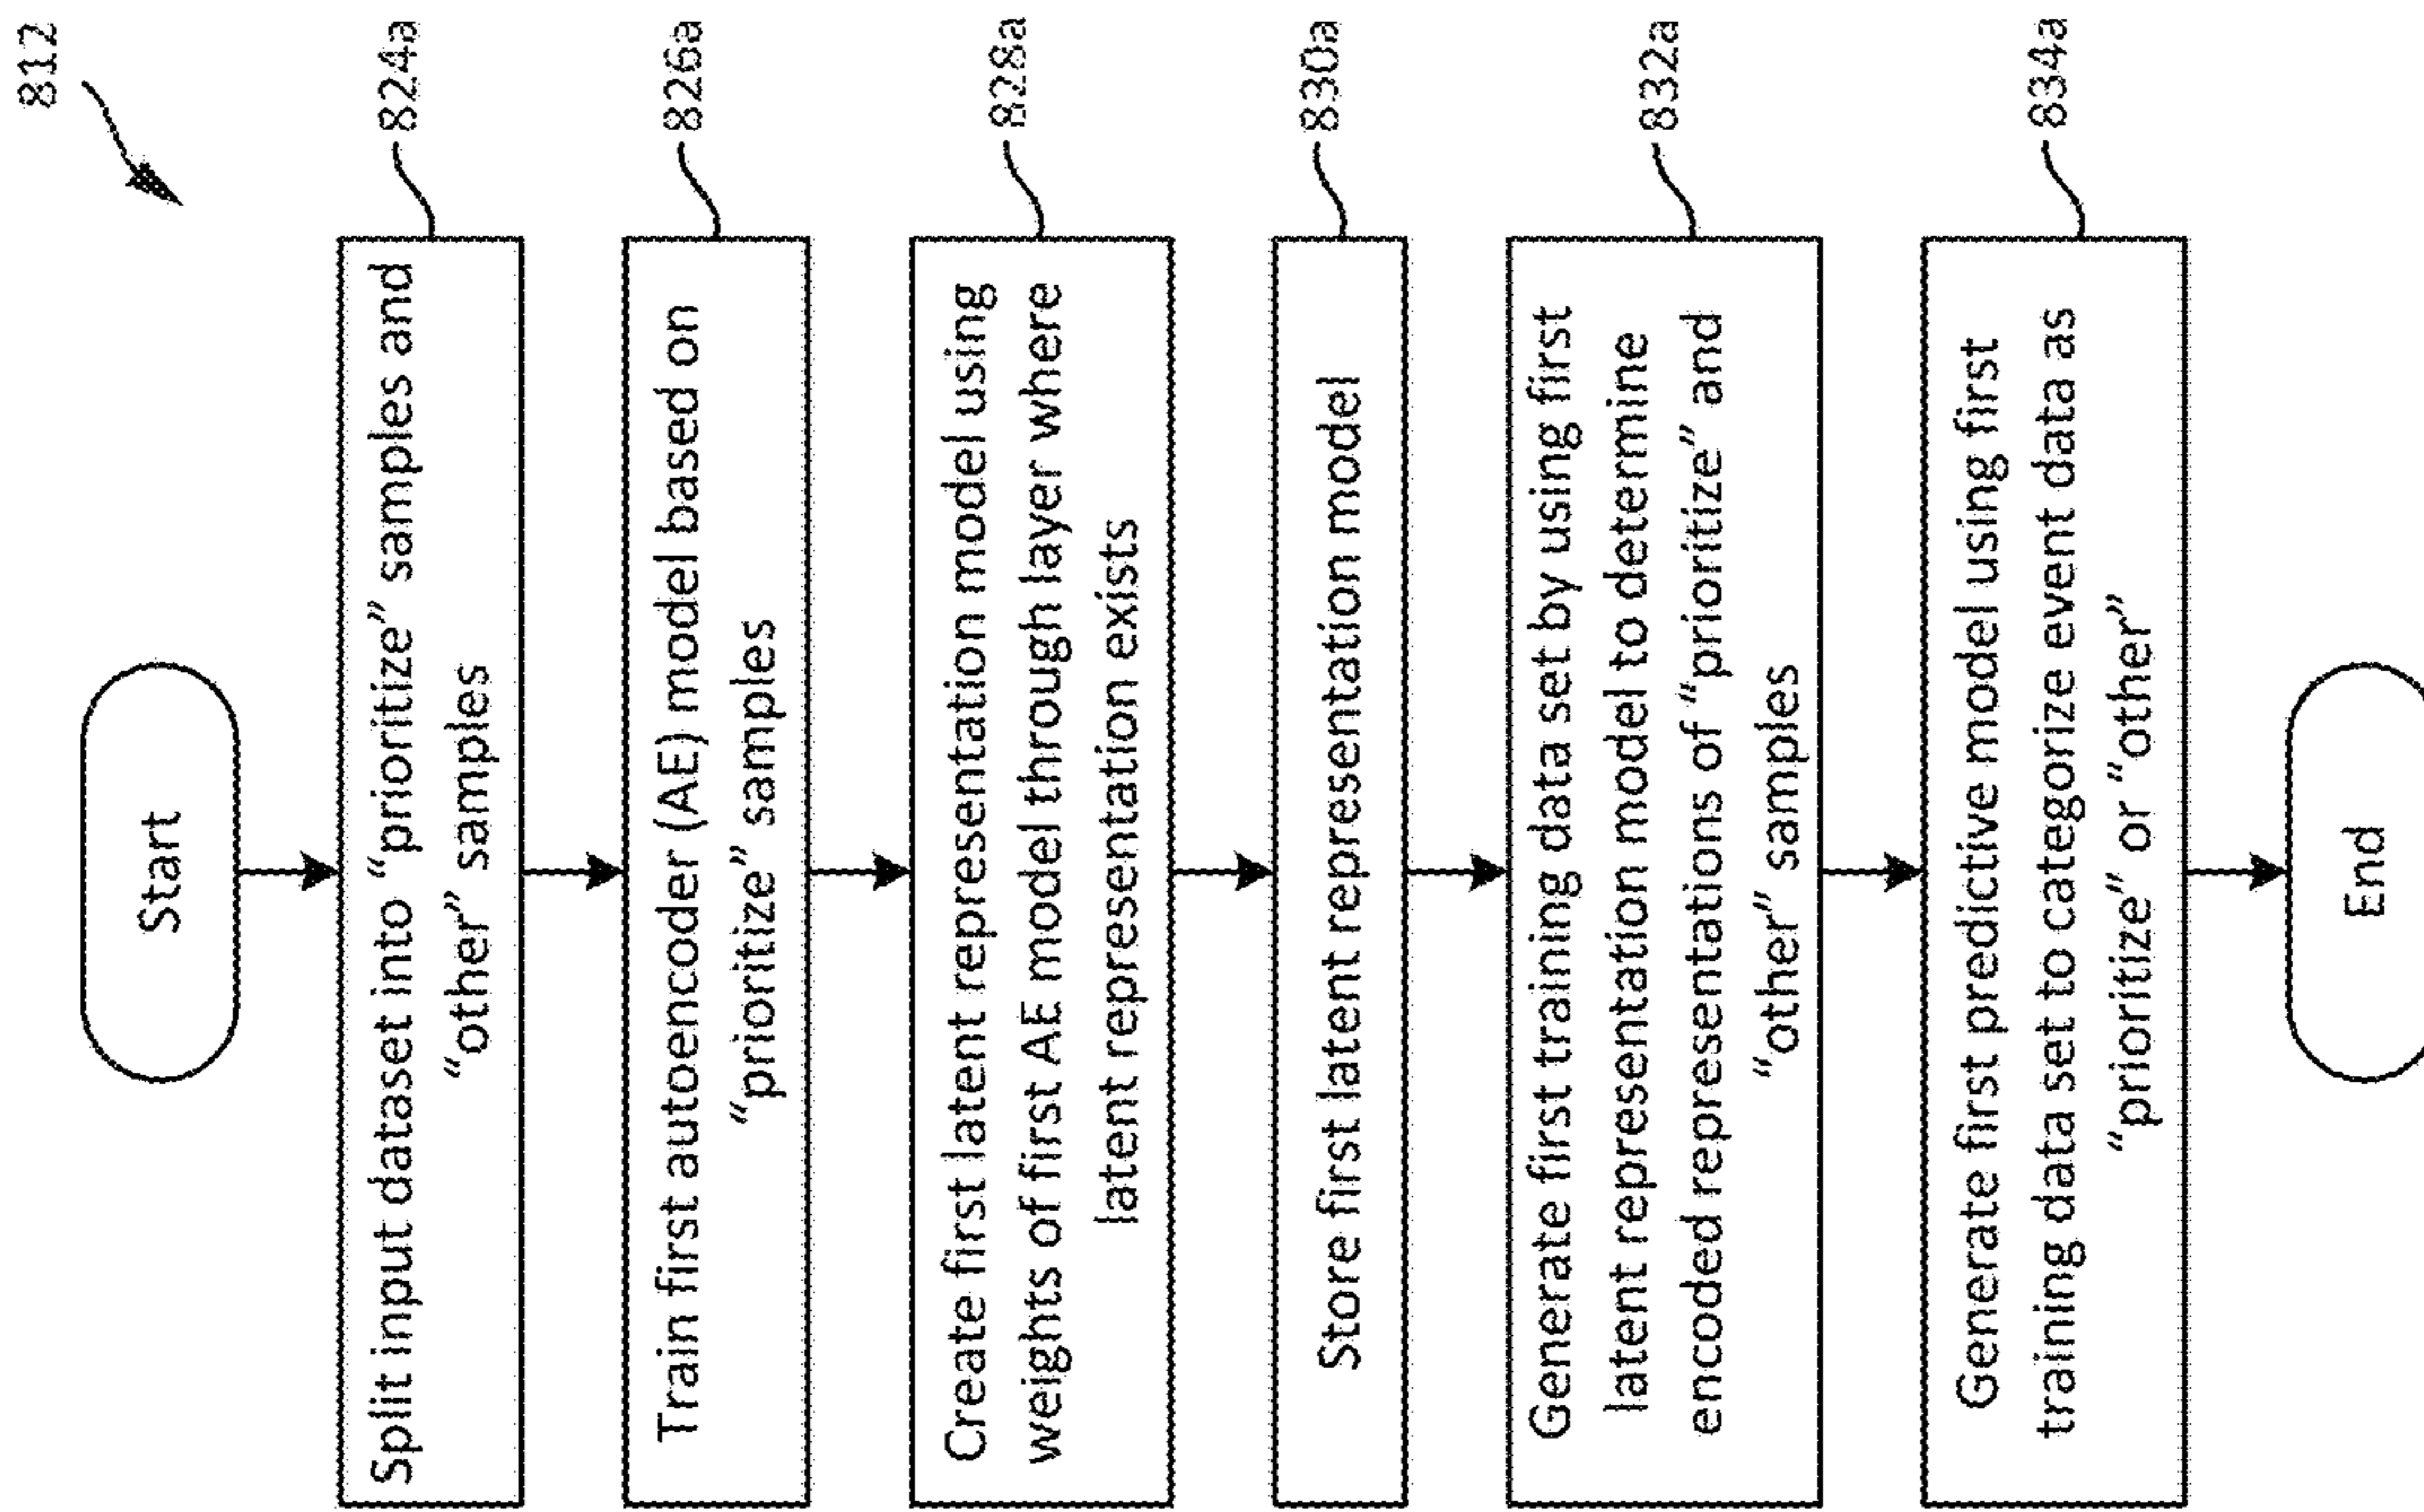 812
Start
Split input dataset into “prioritize” samples and
“other” samples
824a
Train first autoencoder (AE) model based on
“prioritize” samples
826a
Create first latent representation model using
weights of first AE model through layer where
latent representation exists
828a
Store first latent representation model
830a
Generate first training data set by using first
latent representation model to determine
encoded representations of “prioritize” and
“other” samples
832a
Generate first predictive model using first
training data set to categorize event data as
“prioritize” or “other”
834a
End